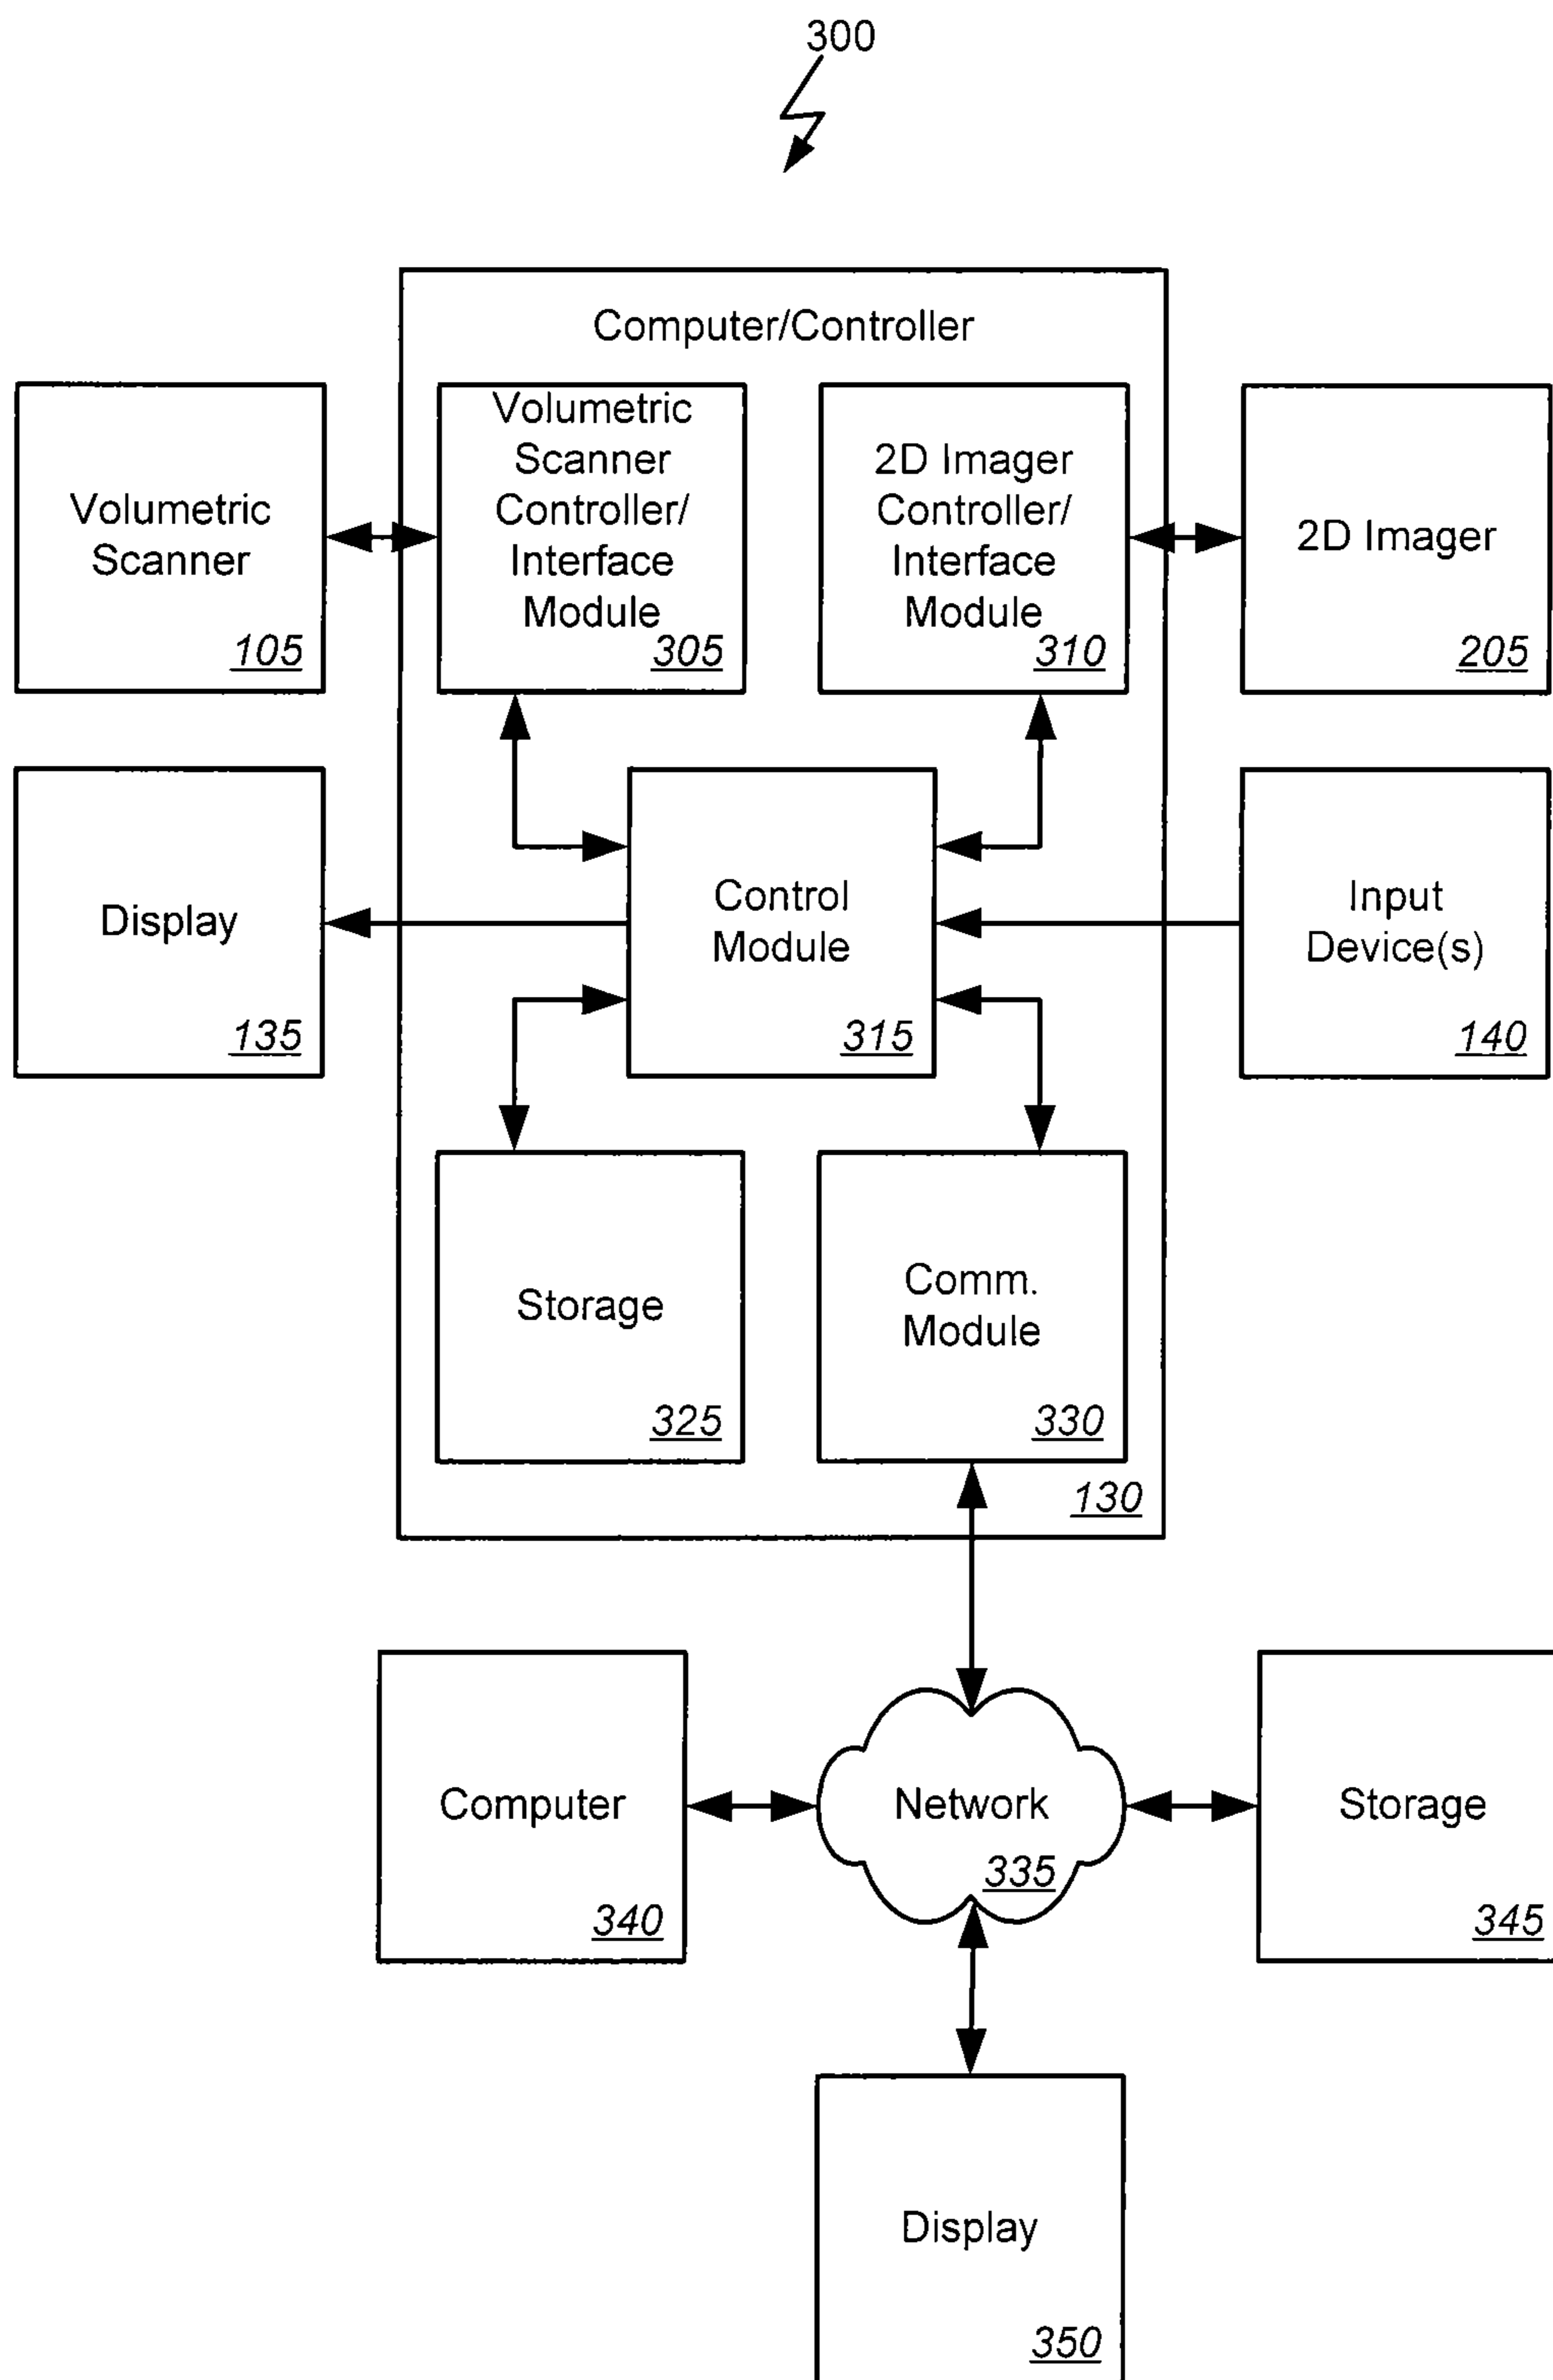 300
Computer/Controller
Volumetric
Scanner
105
Volumetric
Scanner
Controller/
Interface
Module
305
2D Imager
Controller/
Interface
Module
310
2D Imager
205
Display
135
Control
Module
315
Input
Device(s)
140
Storage
325
Comm.
Module
330
130
Computer
340
Network
335
Storage
345
Display
350